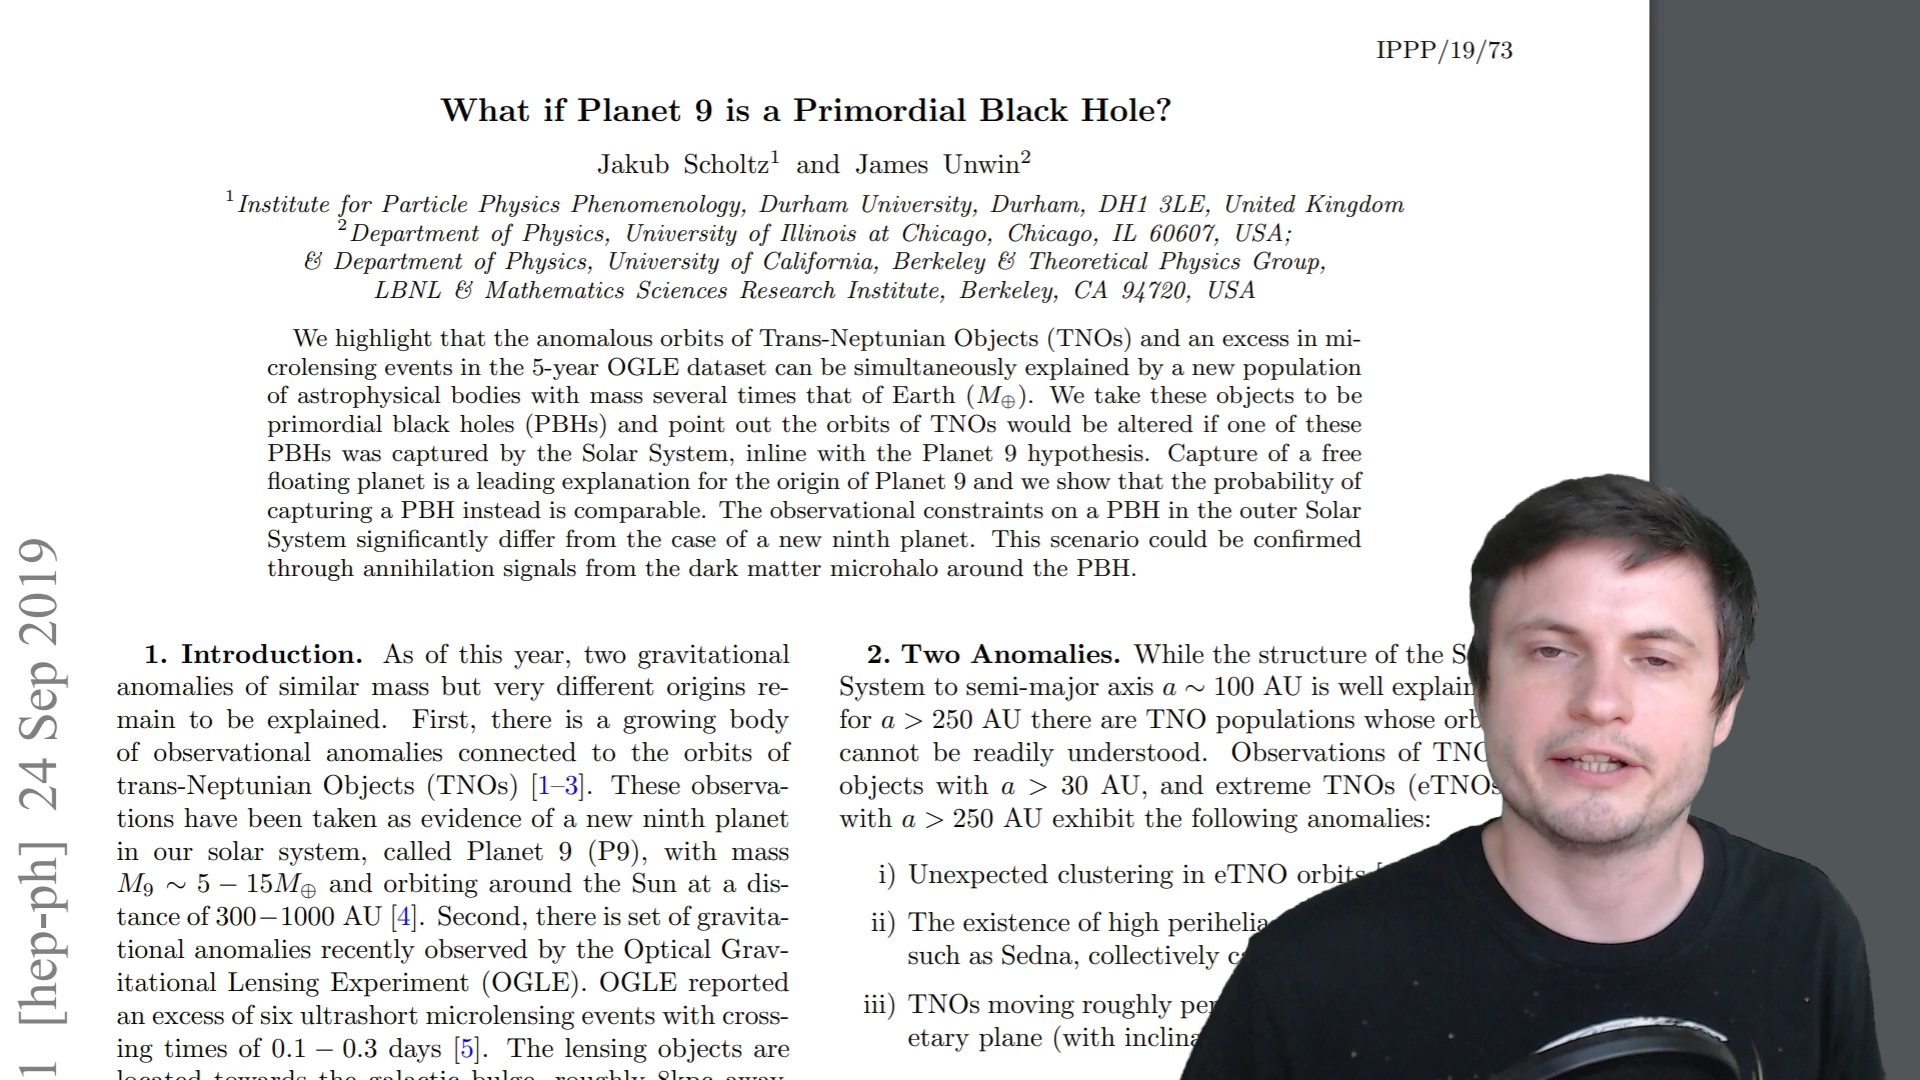 IPPP/19/73
What if Planet 9 is a Primordial Black Hole?
Jakub Scholtz1 and James Unwin2
1Institute for Particle Physics Phenomenology, Durham University, Durham, DH1 3LE, United Kingdom
2Department of Physics, University of Illinois at Chicago, Chicago, IL 60607, USA;
& Department of Physics, University of California, Berkeley & Theoretical Physics Group,
LBNL & Mathematics Sciences Research Institute, Berkeley, CA 94720, USA
We highlight that the anomalous orbits of Trans-Neptunian Objects (TNOs) and an excess in mi-
crolensing events in the 5-year OGLE dataset can be simultaneously explained by a new population
of astrophysical bodies with mass several times that of Earth (M⊕). We take these objects to be
primordial black holes (PBHs) and point out the orbits of TNOs would be altered if one of these
PBHs was captured by the Solar System, inline with the Planet 9 hypothesis. Capture of a free
floating planet is a leading explanation for the origin of Planet 9 and we show that the probability of
capturing a PBH instead is comparable. The observational constraints on a PBH in the outer Solar
System significantly differ from the case of a new ninth planet. This scenario could be confirmed
through annihilation signals from the dark matter microhalo around the PBH.
1. Introduction. As of this year, two gravitational
anomalies of similar mass but very different origins re-
main to be explained. First, there is a growing body
of observational anomalies connected to the orbits of
trans-Neptunian Objects (TNOs) [1–3]. These observa-
tions have been taken as evidence of a new ninth planet
in our solar system, called Planet 9 (P9), with mass
M9 ∼ 5 − 15M⊕ and orbiting around the Sun at a dis-
tance of 300−1000 AU [4]. Second, there is set of gravita-
tional anomalies recently observed by the Optical Grav-
itational Lensing Experiment (OGLE). OGLE reported
an excess of six ultrashort microlensing events with cross-
ing times of 0.1 − 0.3 days [5]. The lensing objects are
located towards the galactic bulge, roughly 8kpc away.
2. Two Anomalies. While the structure of the
System to semi-major axis a ∼ 100 AU is well
for a > 250 AU there are TNO populations whose
cannot be readily understood. Observations of
objects with a > 30 AU, and extreme TNOs (eTNOs
with a > 250 AU exhibit the following anomalies:
i) Unexpected clustering in eTNO orbits
ii) The existence of high
such as Sedna, collectively
iii) TNOs moving roughly
etary plane (with
1 [hep-ph] 24 Sep 2019